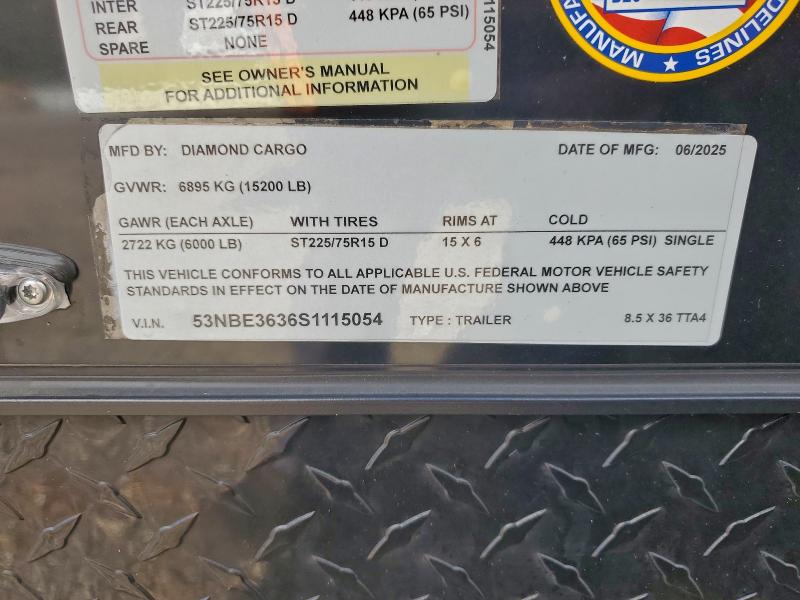 INTER ST225/75R15 D
REAR ST225/75R15 D 448 KPA (65 PSI)
SPARE NONE
SEE OWNER'S MANUAL
FOR ADDITIONAL INFORMATION
115054
MANUFA
DELINES
MFD BY: DIAMOND CARGO DATE OF MFG: 06/2025
GVWR: 6895 KG (15200 LB)
GAWR (EACH AXLE) WITH TIRES RIMS AT COLD
2722 KG (6000 LB) ST225/75R15 D 15 X 6 448 KPA (65 PSI) SINGLE
THIS VEHICLE CONFORMS TO ALL APPLICABLE U.S. FEDERAL MOTOR VEHICLE SAFETY
STANDARDS IN EFFECT ON THE DATE OF MANUFACTURE SHOWN ABOVE
V.I.N. 53NBE3636S1115054 TYPE : TRAILER 8.5 X 36 TTA4